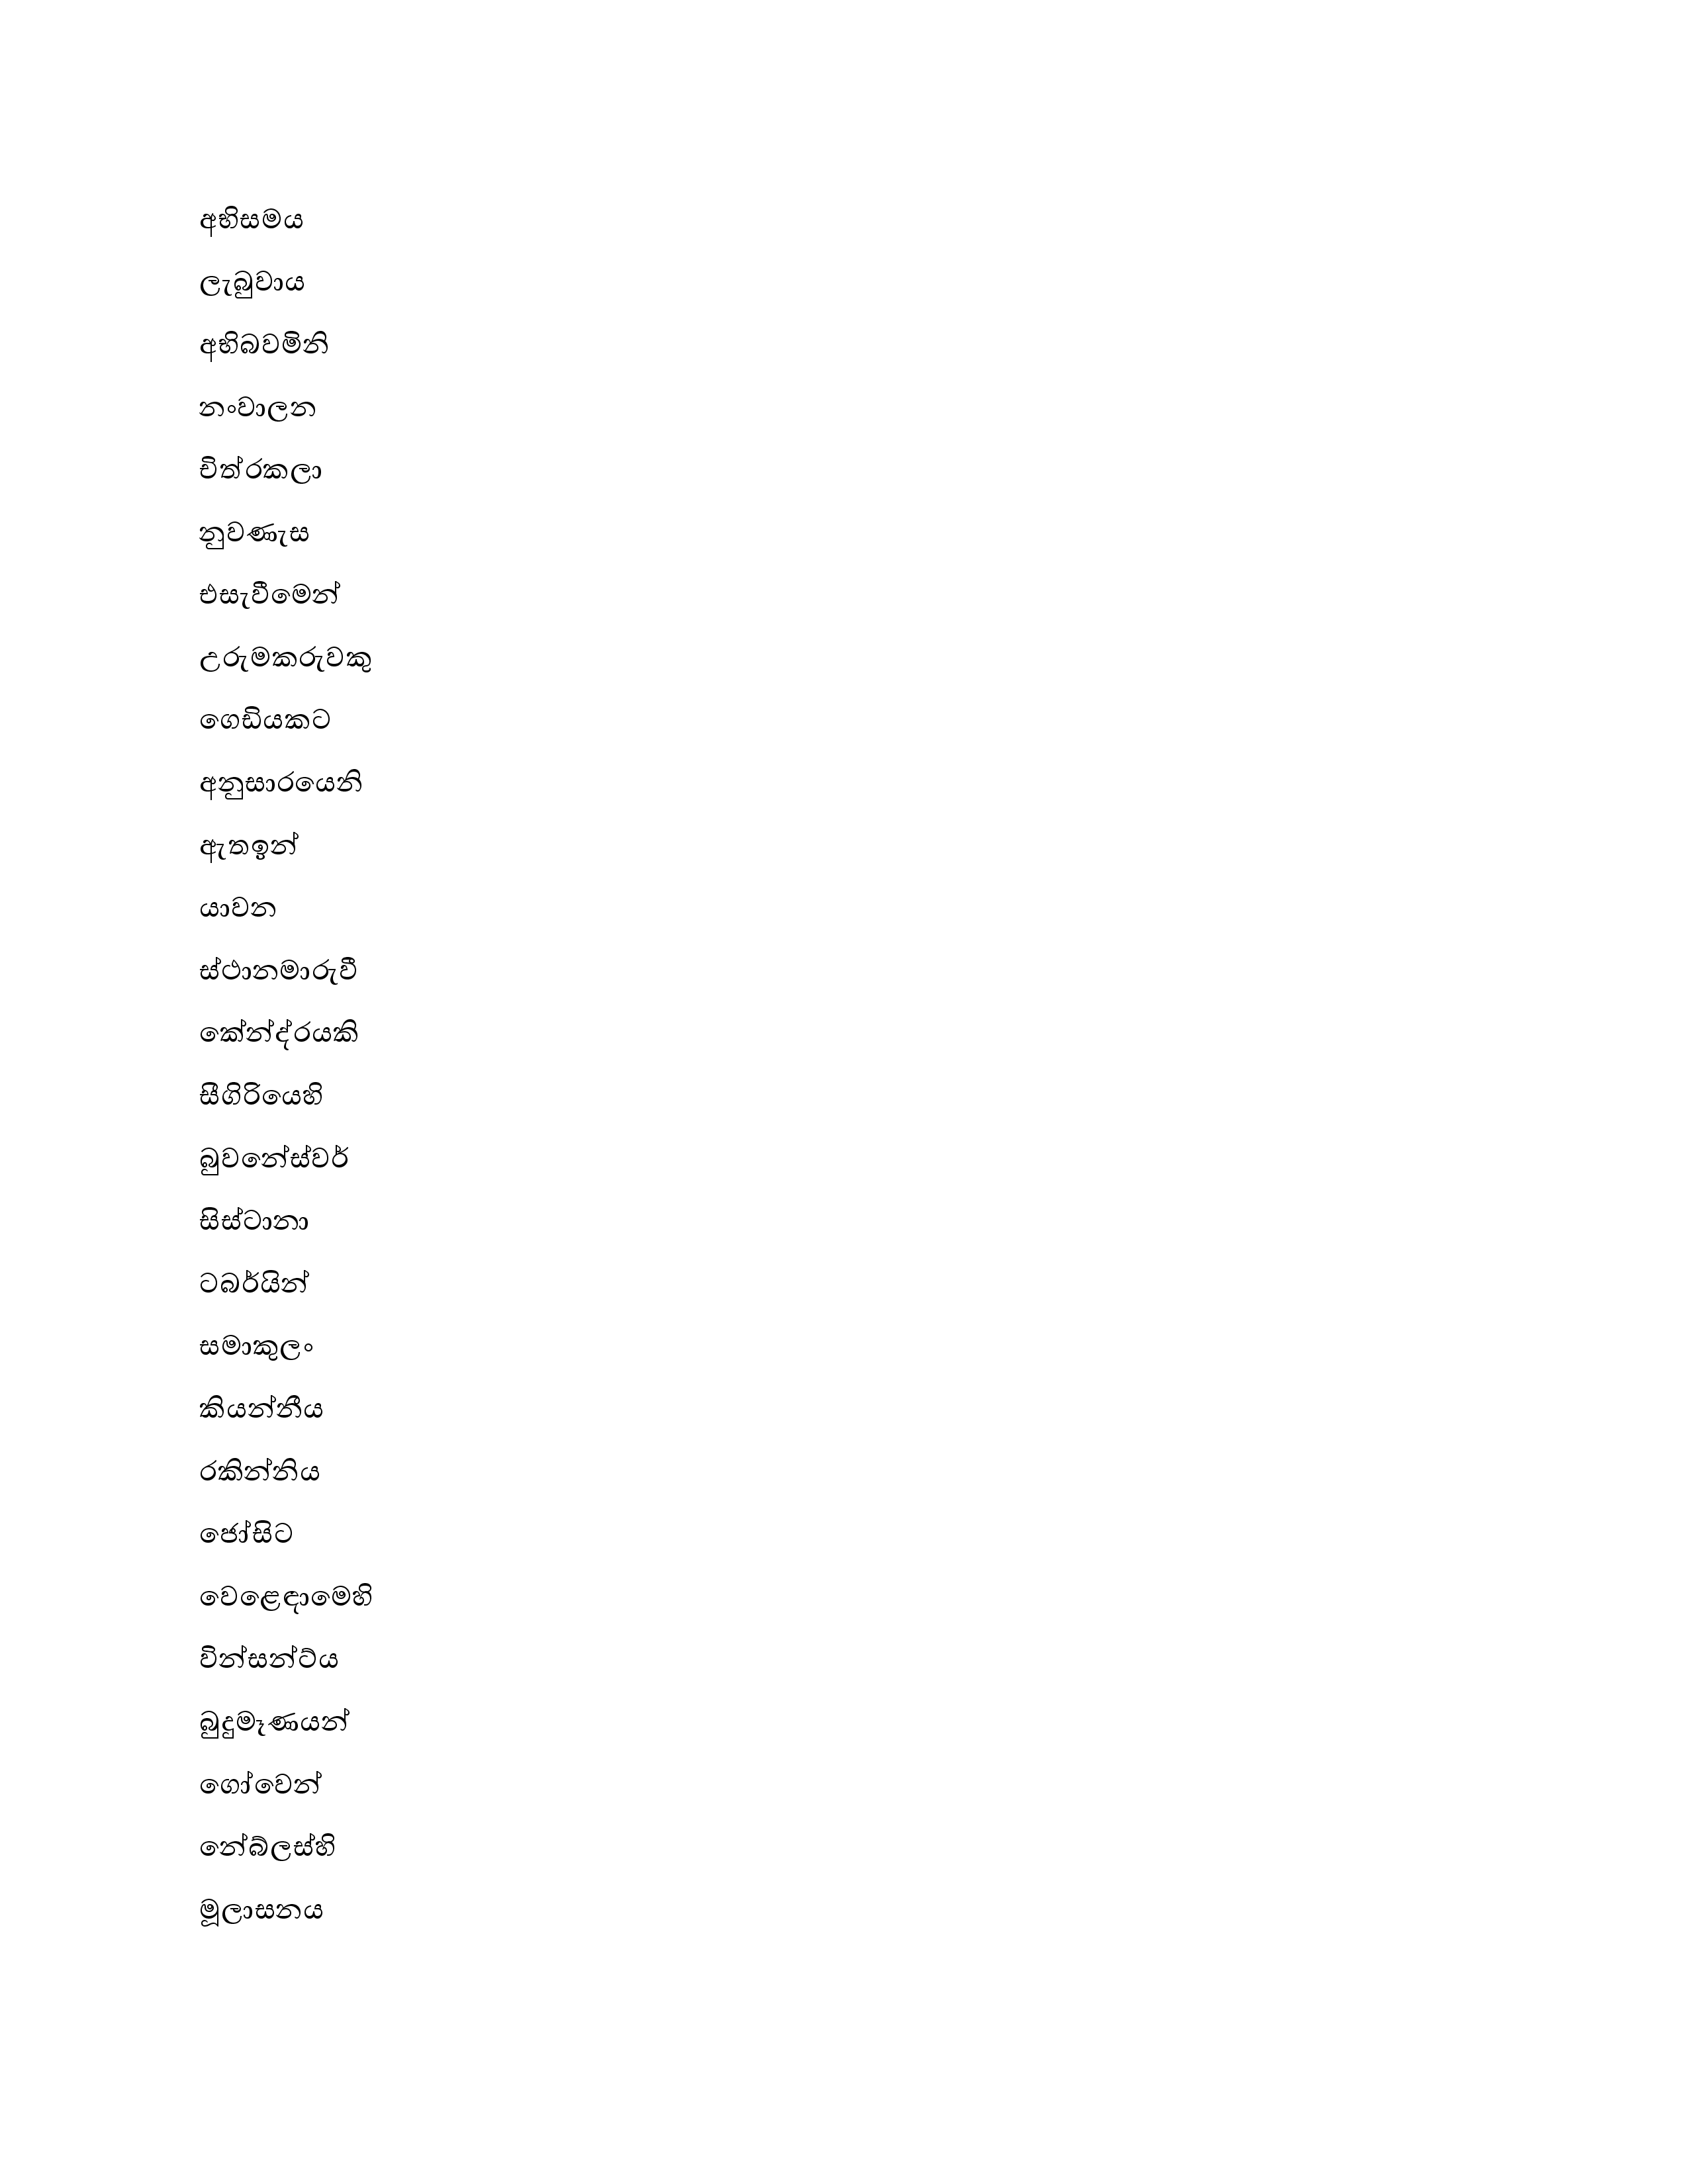 අභිසමය
ලැබුවාය
අභිබවමිනි
නංවාලන
චිත්රකලා
නුවණැස
එසැවීමෙන්
උරුමකරුවකු
ගෙඩියකට
අනුසාරයෙනි
ඇතඉන්
යාවන
ස්ථානමාරුවී
කේන්ද්රයකි
සීගිරියෙහි
බුවනේස්වර්
සිස්ටානා
ටබර්යින්
සමාකුලං
කියන්නීය
රකින්නිය
ජෝසිට
වෙළෙඳාමෙහි
වින්සන්ට්ය
බුදුමෑණයන්
ගෝවෙන්
නේබ්ලස්හි
මූලාසනය